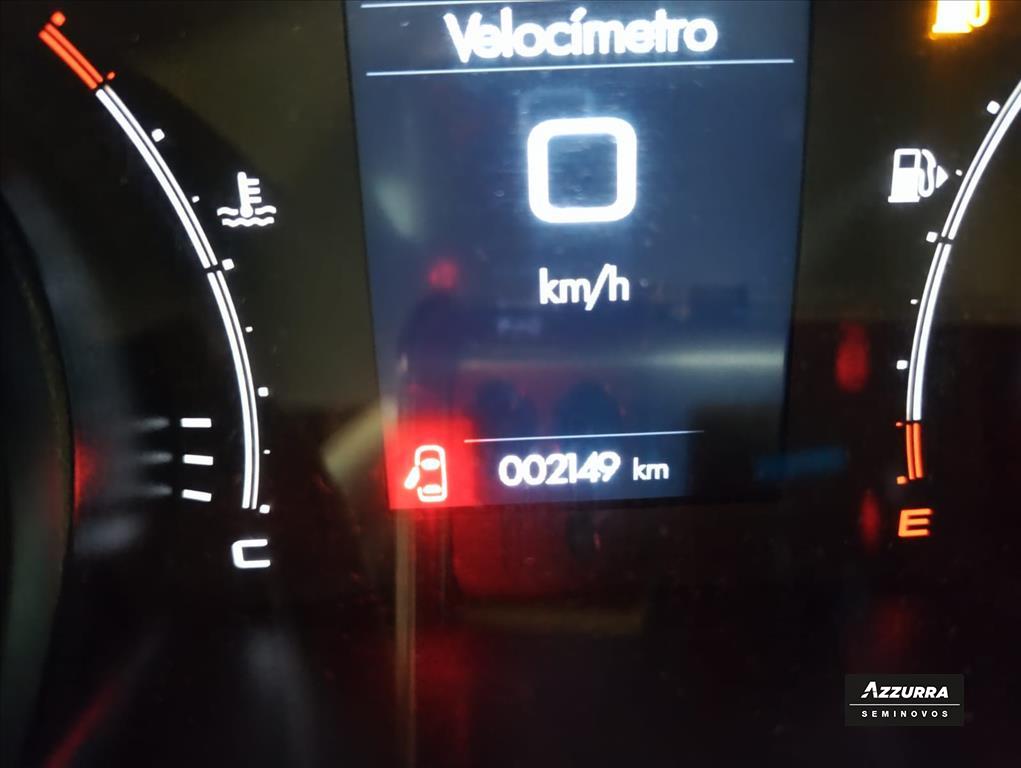 Velocímetro
0
km/h
002149 km
C
E
AZZURRA
SEMINOVOS